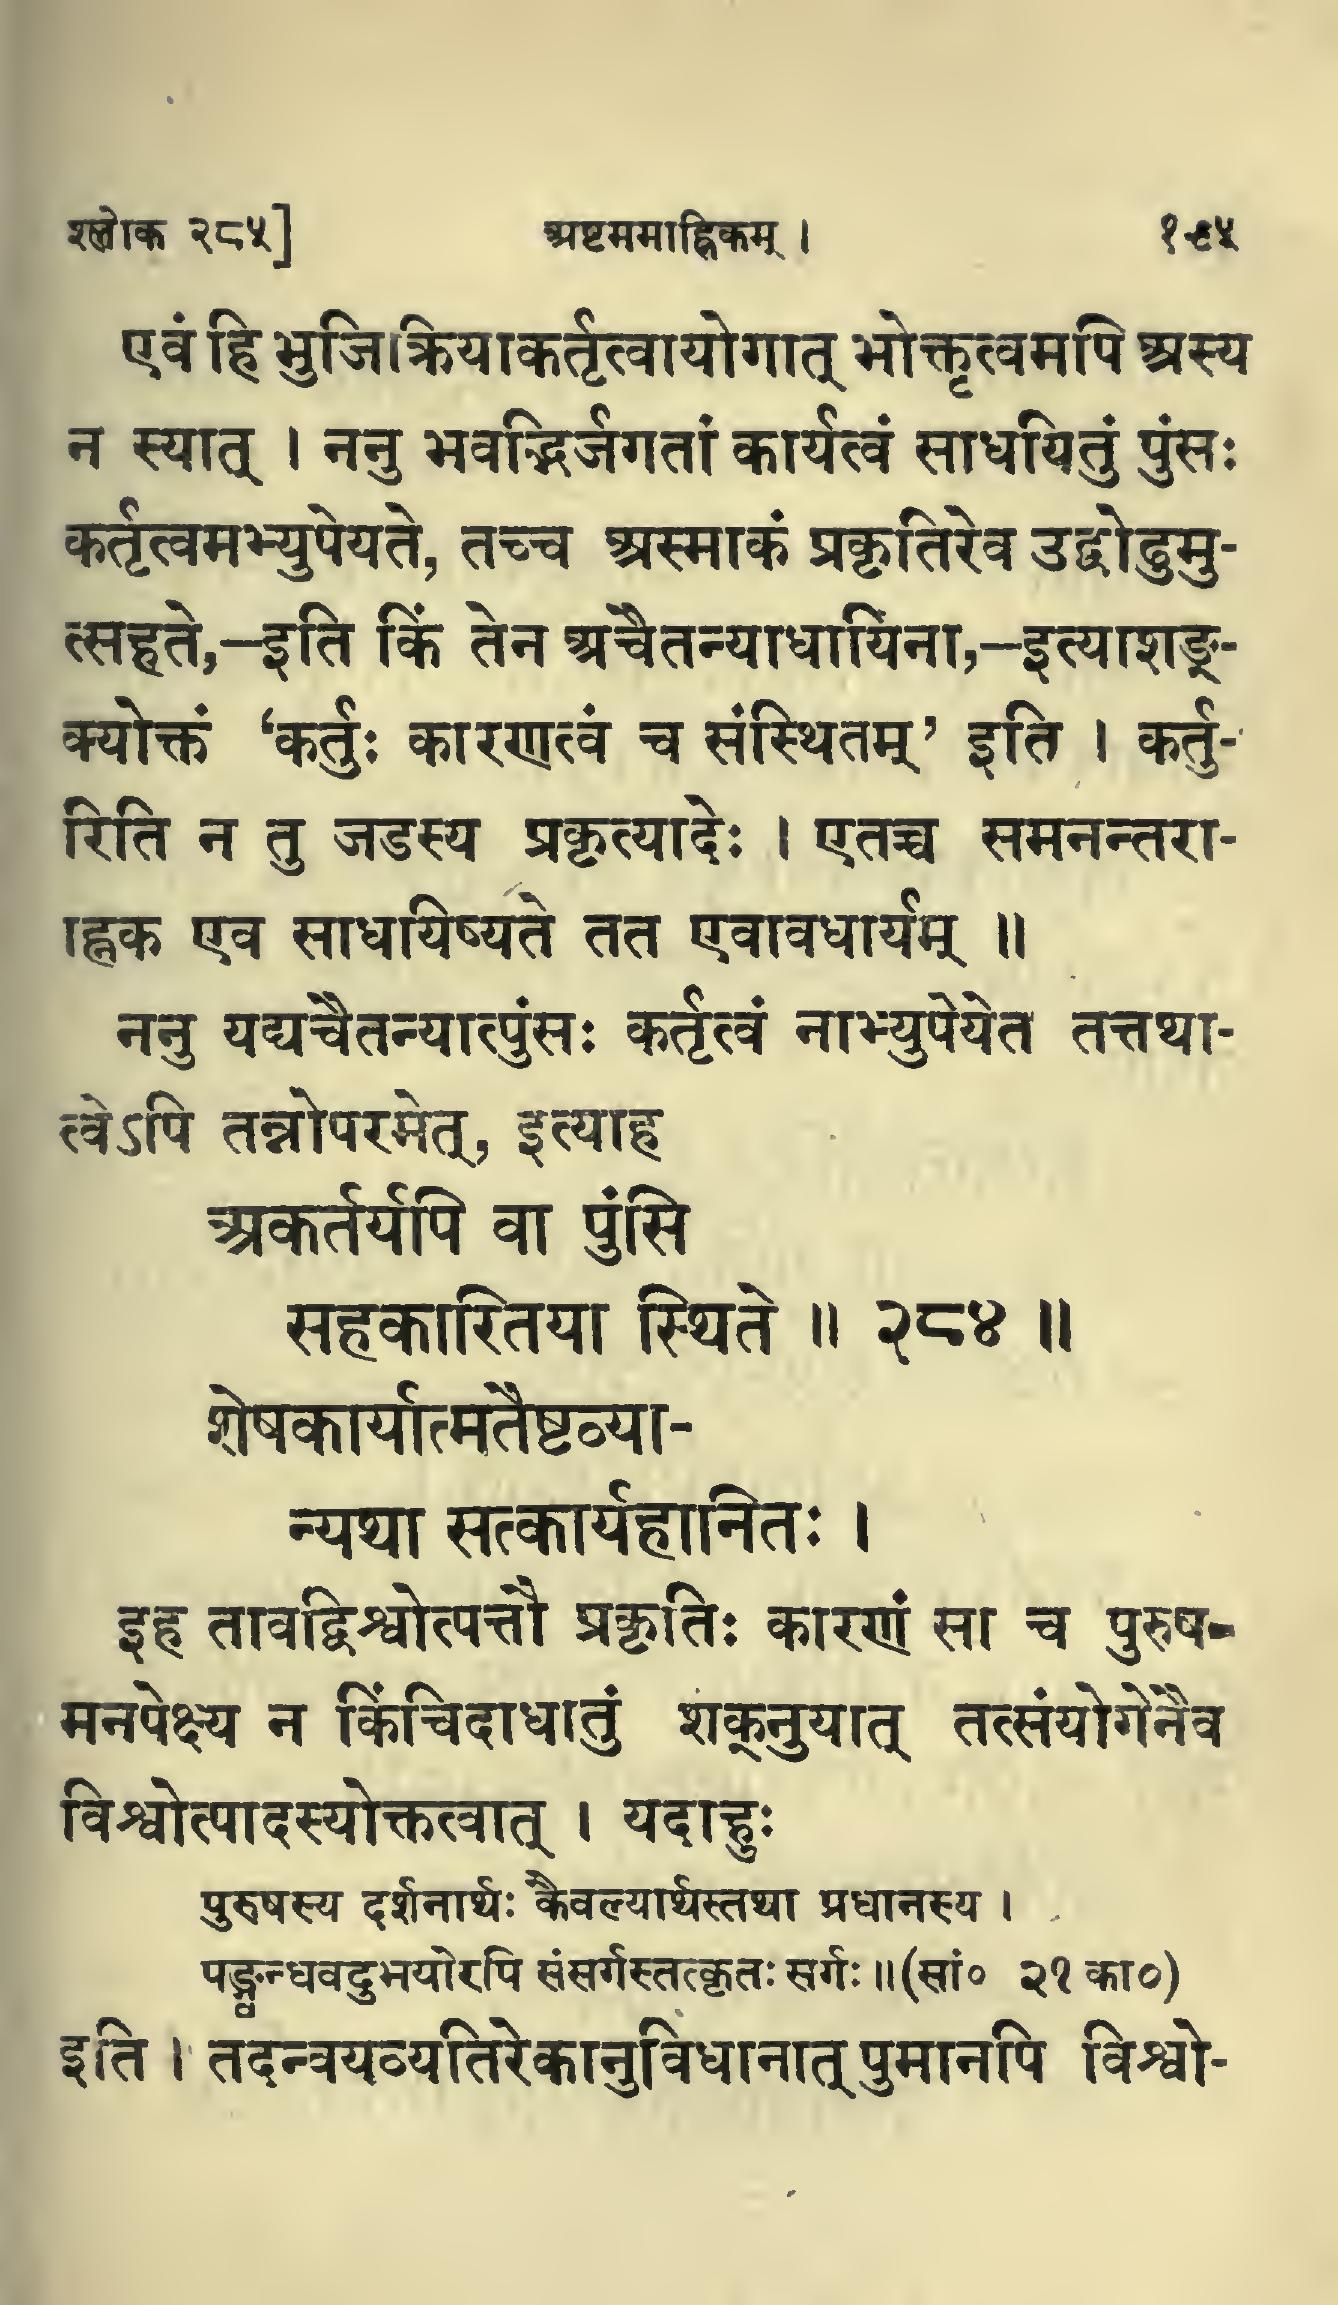 श्लोक २८५]
अष्टममाह्निकम् ।
१९५
एवं हि भुजिक्रियाकर्तृत्वायोगात् भोक्तृत्वमपि अस्य
न स्यात् । ननु भवद्भिर्जगतां कार्यत्वं साधयितुं पुंसः
कर्तृत्वमभ्युपेयते, तच्च अस्माकं प्रकृतिरेव उद्वोढुमु-
त्सहते,—इति किं तेन अचैतन्याधायिना,—इत्याशङ्-
क्योक्तं ‘कर्तुः कारणत्वं च संस्थितम्’ इति । कर्तु-
रिति न तु जडस्य प्रकृत्यादेः । एतच्च समनन्तरा-
ह्निक एव साधयिष्यते तत एवावधार्यम् ॥
ननु यद्यचैतन्यात्पुंसः कर्तृत्वं नाभ्युपेयेत तत्तथा-
त्वेऽपि तन्नोपरमेत्, इत्याह
अकर्तर्यपि वा पुंसि
सहकारितया स्थिते ॥ २८४ ॥
शेषकार्यात्मतैष्टव्या-
न्यथा सत्कार्यहानितः ।
इह तावद्विश्वोत्पत्तौ प्रकृतिः कारणं सा च पुरुष-
मनपेक्ष्य न किंचिदाधातुं शक्नुयात् तत्संयोगेनैव
विश्वोत्पादस्योक्तत्वात् । यदाहुः
पुरुषस्य दर्शनार्थः कैवल्यार्थस्तथा प्रधानस्य ।
पङ्ग्वन्धवदुभयोरपि संसर्गस्तत्कृतः सर्गः ॥ (सां० २१ का०)
इति । तदन्वयव्यतिरेकानुविधानात् पुमानपि विश्वो-